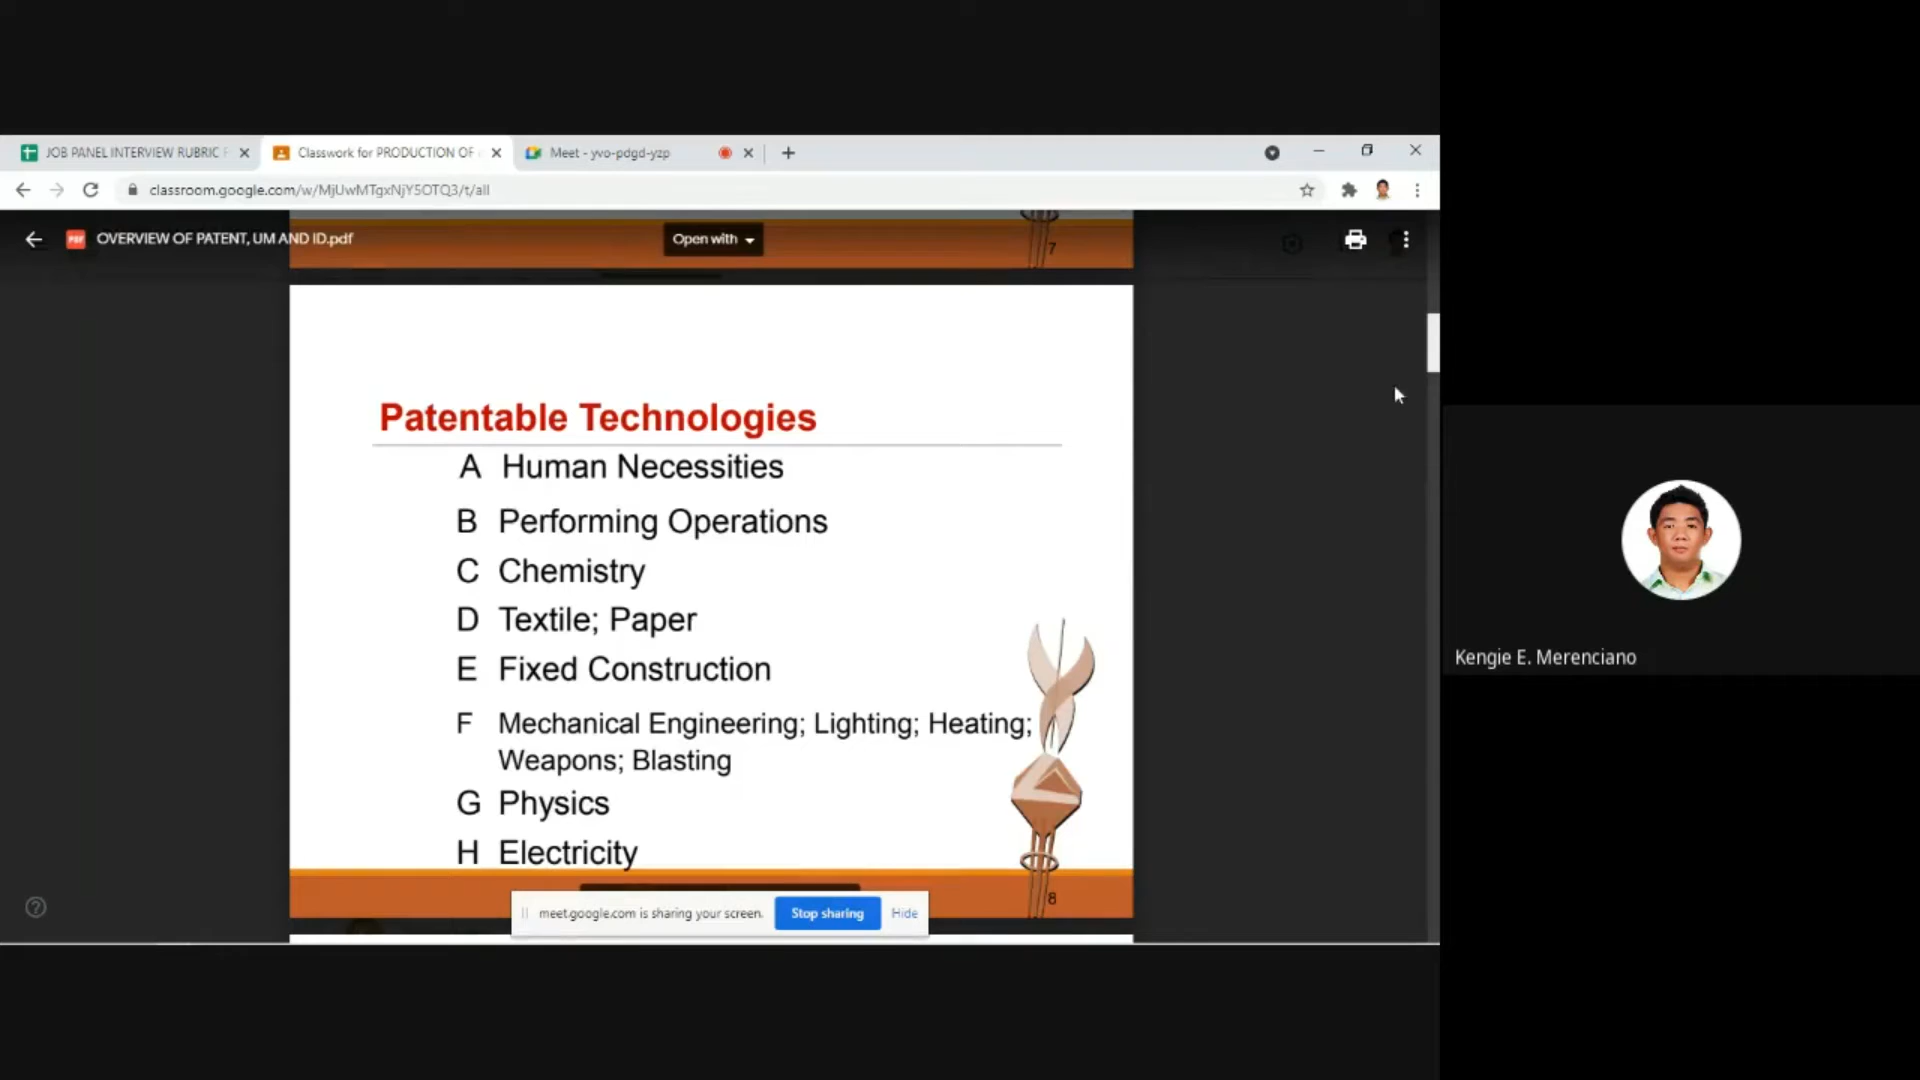 JOB PANEL INTERVIEW RUBRIC
Classwork for PRODUCTION OF
Meet - yvo-pdgd-yzp
classroom.google.com/w/MjUwMTgxNjY5OTQ3/t/all
PDF
OVERVIEW OF PATENT, UM AND ID.pdf
Open with
7
Patentable Technologies
A Human Necessities
B Performing Operations
C Chemistry
D Textile; Paper
E Fixed Construction
F Mechanical Engineering; Lighting; Heating;
Weapons; Blasting
G Physics
H Electricity
8
meet.google.com is sharing your screen.
Stop sharing
Hide
Kengie E. Merenciano